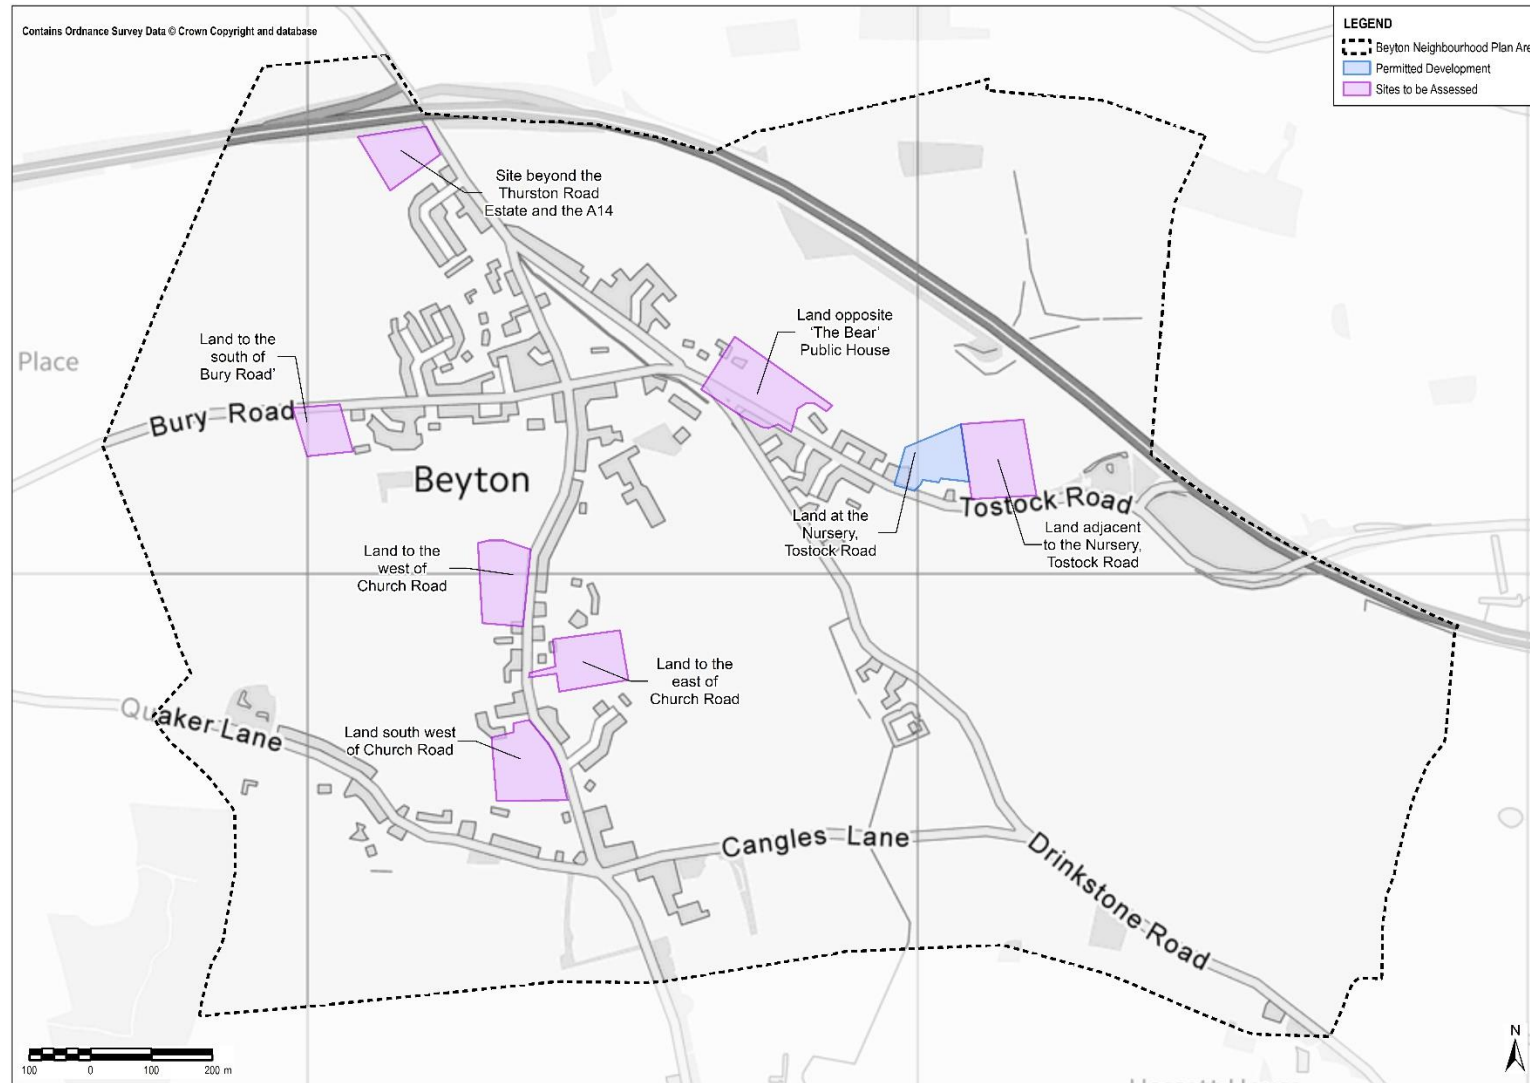 Contains Ordnance Survey Data © Crown Copyright and database
LEGEND
Beyton Neighbourhood Plan Are
Permitted Development
Sites to be Assessed
Site beyond the
Thurston Road
Estate and the A14
Land opposite
'The Bear'
Public House
Land to the
south of
Bury Road'
Place
Bury Road
Beyton
Tostock Road
Land at the
Nursery,
Tostock Road
Land adjacent
to the Nursery,
Tostock Road
Land to the
west of
Church Road
Land to the
east of
Church Road
Quaker Lane
Land south west
of Church Road
Cangles Lane
Drinkstone Road
N
100 0 100 200 m